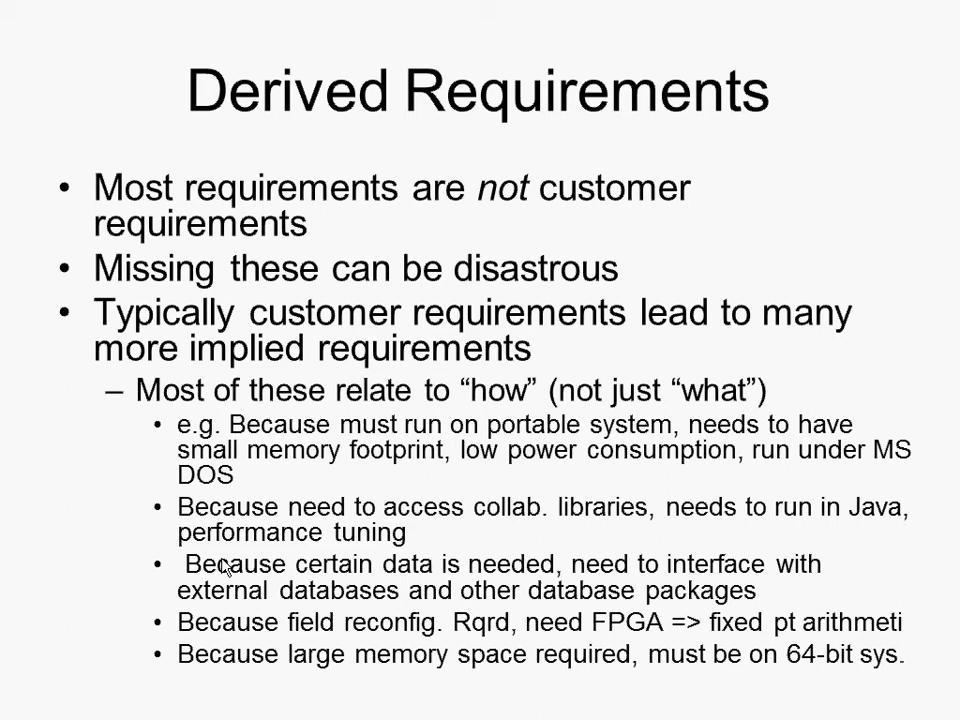 Derived Requirements
• Most requirements are not customer
requirements
• Missing these can be disastrous
• Typically customer requirements lead to many
more implied requirements
– Most of these relate to “how” (not just “what”)
• e.g. Because must run on portable system, needs to have
small memory footprint, low power consumption, run under MS
DOS
• Because need to access collab. libraries, needs to run in Java,
performance tuning
• Because certain data is needed, need to interface with
external databases and other database packages
• Because field reconfig. Rqrd, need FPGA => fixed pt arithmeti
• Because large memory space required, must be on 64-bit sys.